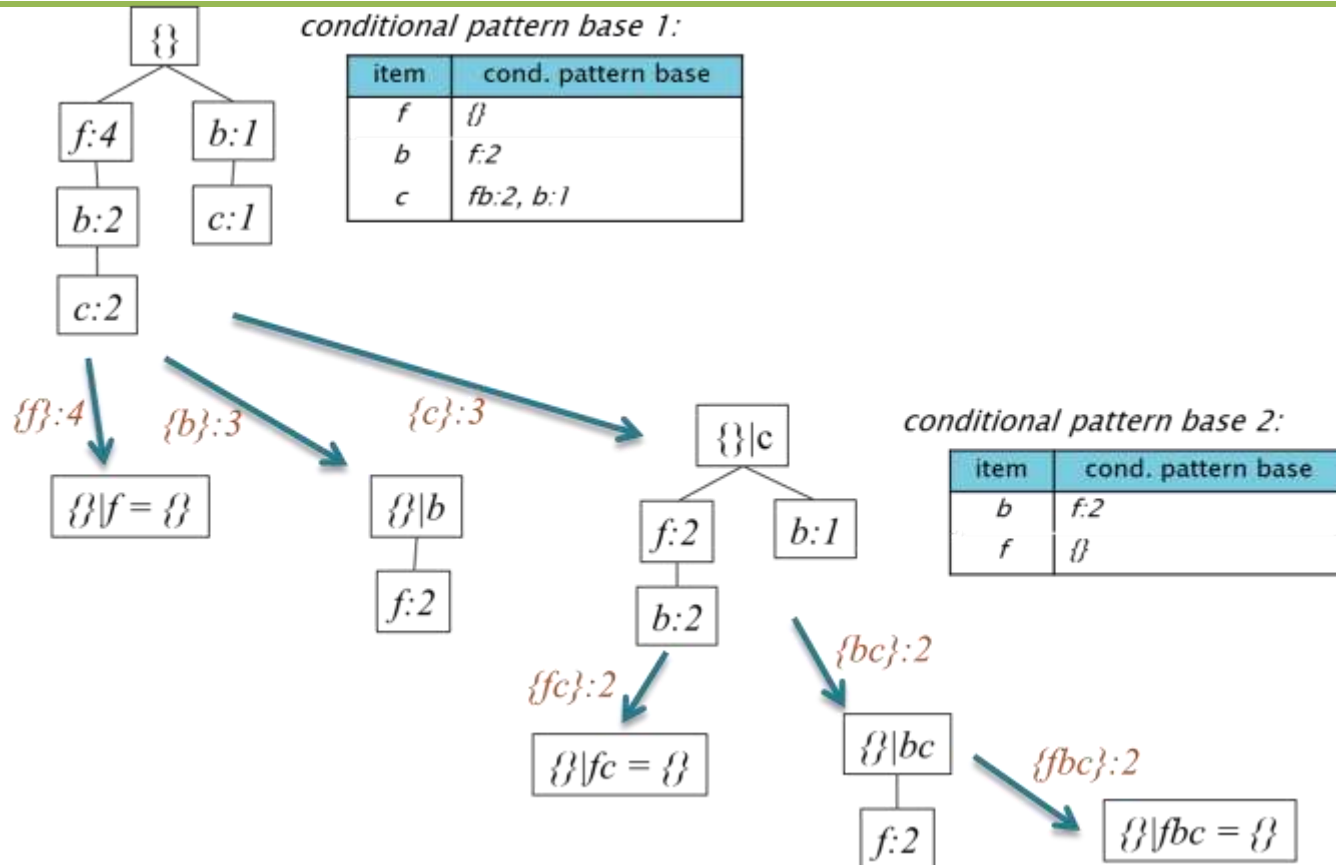 conditional pattern base 1:
{}
item cond. pattern base
f {}
b f:2
c fb:2, b:1
f:4 b:1
b:2 c:1
c:2
{f}:4 {b}:3 {c}:3
conditional pattern base 2:
item cond. pattern base
b f:2
f {}
{}|c
{}|f = {} {}|b
f:2 b:1
f:2
b:2
{fc}:2 {bc}:2
{}|fc = {} {}|bc {fbc}:2
f:2 {}|fbc = {}